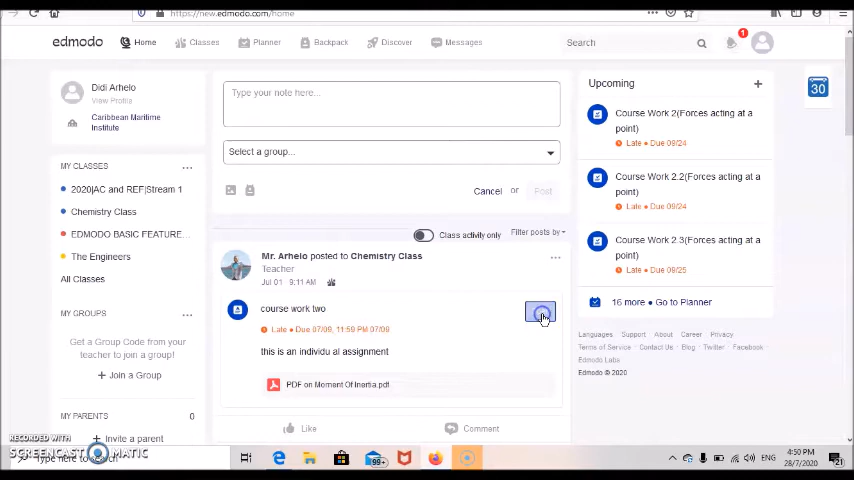 https://new.edmodo.com/home
edmodo
Home
Classes
Planner
Backpack
Discover
Messages
Search
1
Didi Arhelo
View Profile
Caribbean Maritime
Institute
MY CLASSES
2020|AC and REF|Stream 1
Chemistry Class
EDMODO BASIC FEATURE...
The Engineers
All Classes
MY GROUPS
Get a Group Code from your
teacher to join a group!
+ Join a Group
MY PARENTS 0
+ Invite a parent
Type your note here...
Select a group...
Cancel or Post
Class activity only
Filter posts by
Mr. Arhelo posted to Chemistry Class
Teacher
Jul 01 · 9:11 AM
course work two
Late • Due 07/09, 11:59 PM 07/09
this is an individu al assignment
PDF on Moment Of Inertia.pdf
Like
Comment
Upcoming +
Course Work 2(Forces acting at a
point)
Late • Due 09/24
Course Work 2.2(Forces acting at a
point)
Late • Due 09/24
Course Work 2.3(Forces acting at a
point)
Late • Due 09/25
16 more • Go to Planner
Languages Support About Career Privacy
Terms of Service Contact Us Blog Twitter Facebook
Edmodo Labs
Edmodo © 2020
30
RECORDED WITH
SCREENCAST MATIC
Type here to search
99+
ENG
4:50 PM
28/7/2020
21